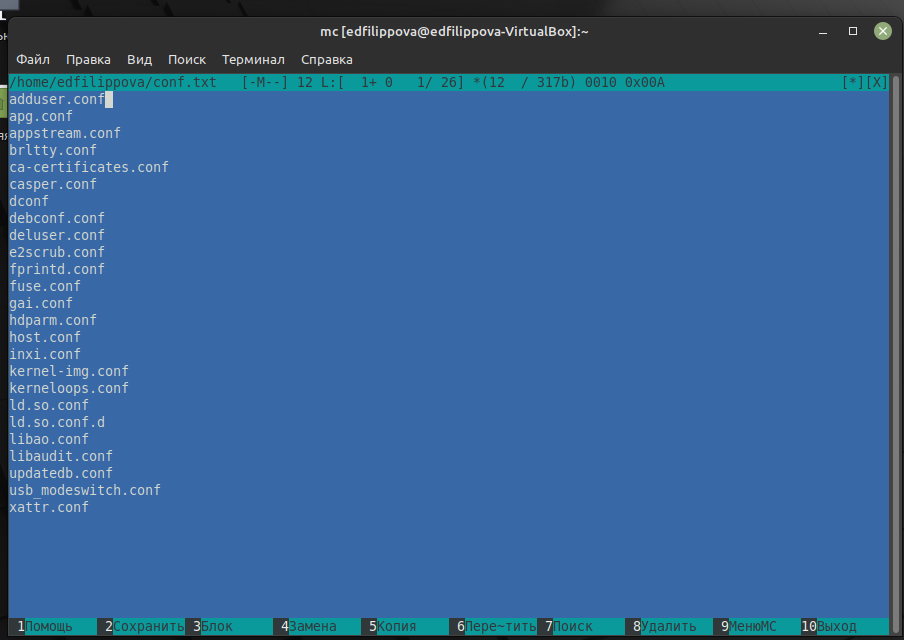 mc [edfilippova@edfilippova-VirtualBox]:~
Файл Правка Вид Поиск Терминал Справка
/home/edfilippova/conf.txt [-M--] 12 L:[ 1+ 0 1/ 26] *(12 / 317b) 0010 0x00A [*][X]
adduser.conf
apg.conf
appstream.conf
brltty.conf
ca-certificates.conf
casper.conf
dconf
debconf.conf
deluser.conf
e2scrub.conf
fprintd.conf
fuse.conf
gai.conf
hdparm.conf
host.conf
inxi.conf
kernel-img.conf
kerneloops.conf
ld.so.conf
ld.so.conf.d
libao.conf
libaudit.conf
updatedb.conf
usb_modeswitch.conf
xattr.conf
1Помощь 2Сохранить 3Блок 4Замена 5Копия 6Пере~тить 7Поиск 8Удалить 9МенюМС 10Выход